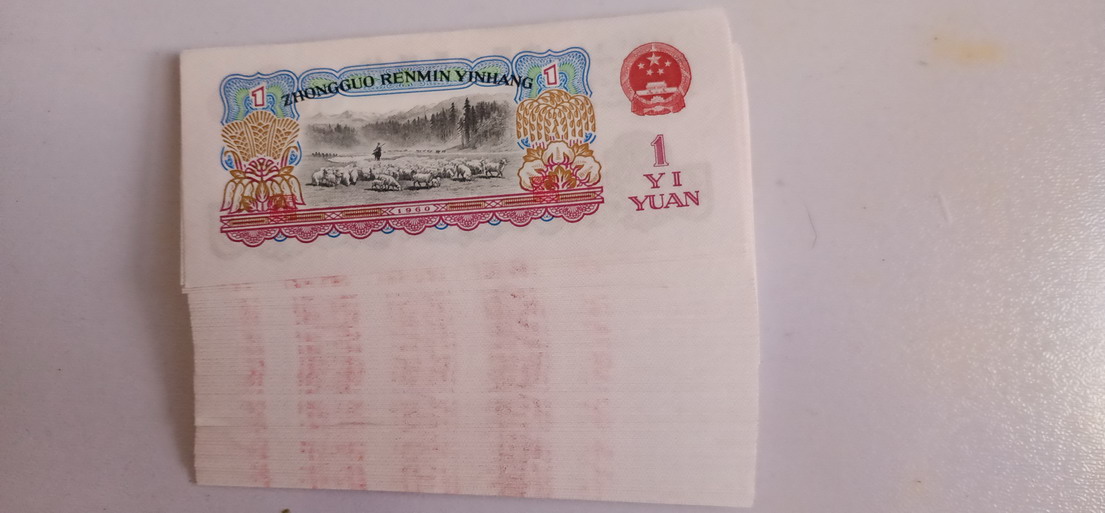 1 ZHONGGUO RENMIN YINHANG 1
1960
1
YI
YUAN